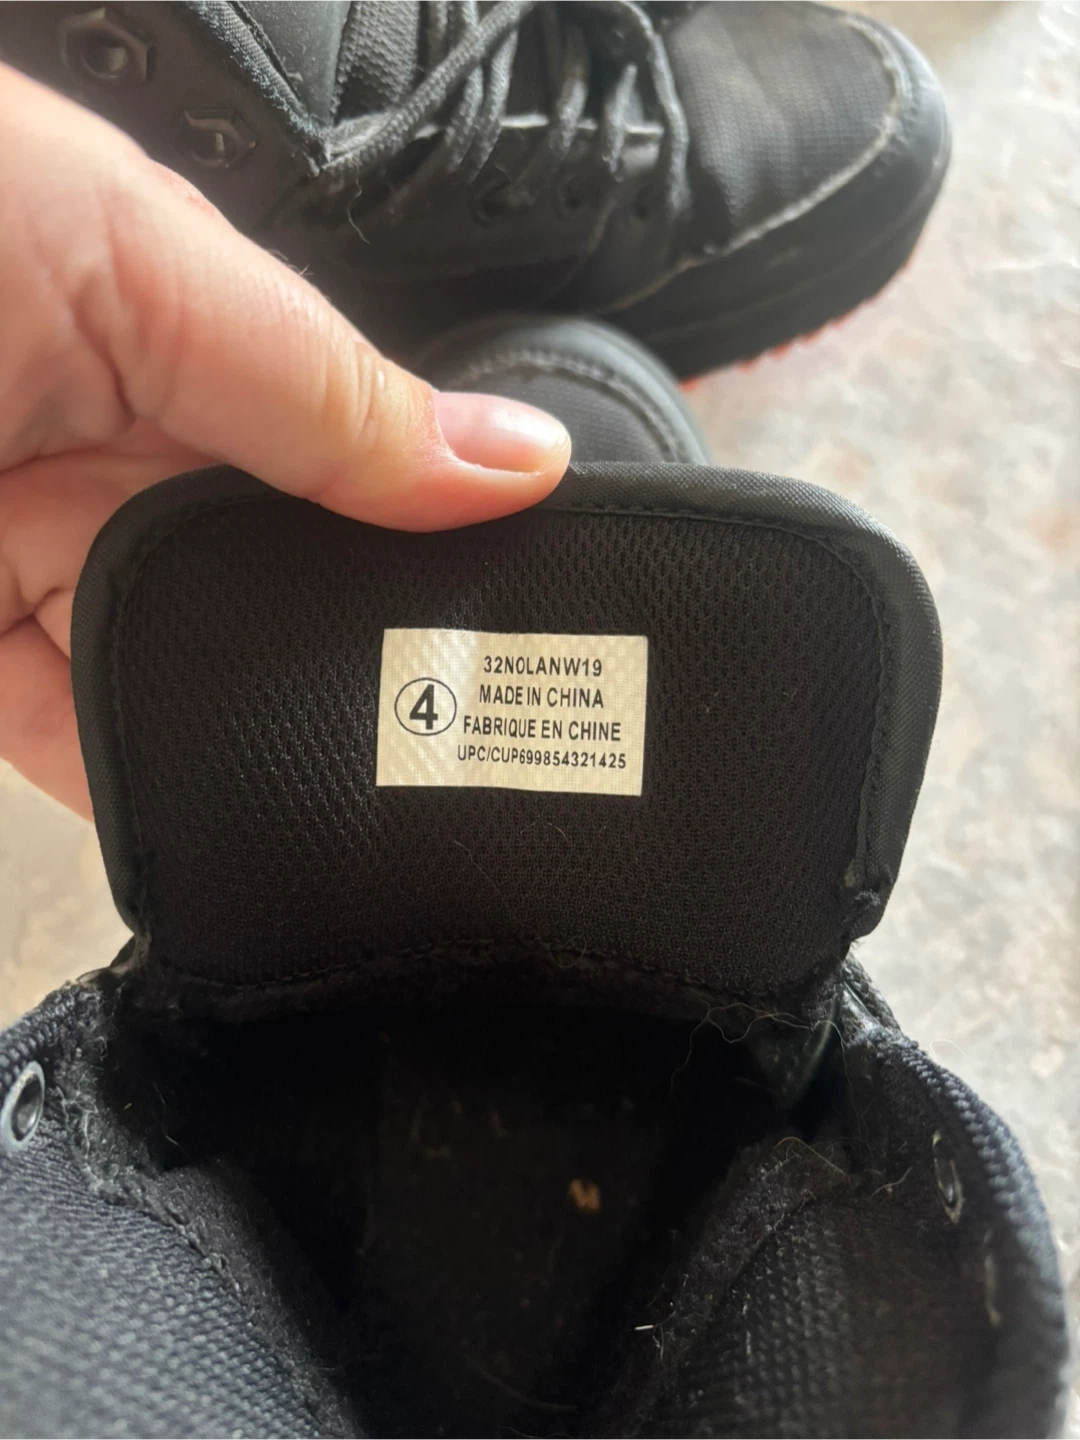 4
32NOLANW19
MADE IN CHINA
FABRIQUE EN CHINE
UPC/CUP699854321425